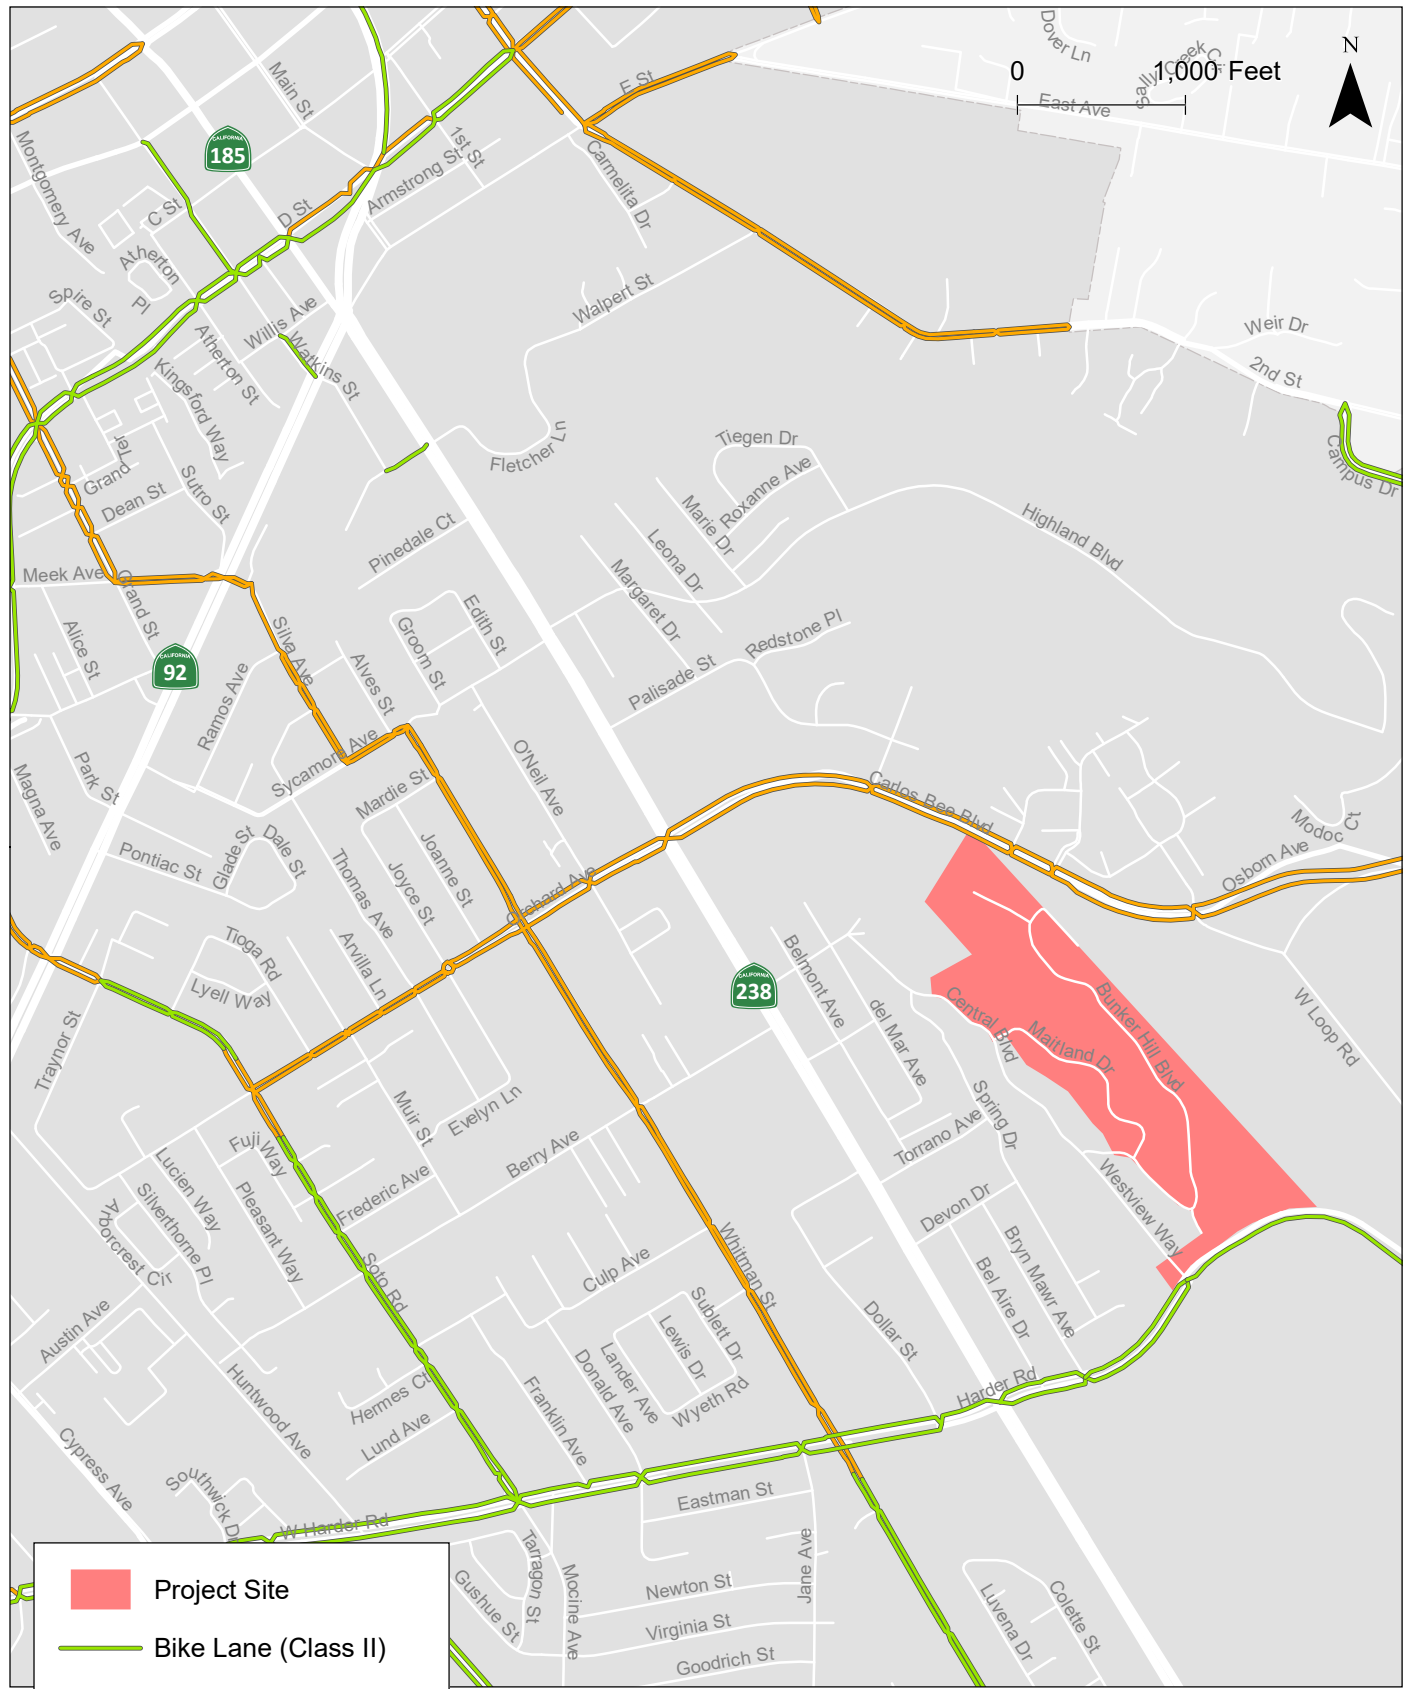 Dover Ln
Sally Creek Cir
N
0
1,000 Feet
East Ave
Main St
E St
CALIFORNIA
185
1st St
Armstrong St
Carmelita Dr
Montgomery Ave
C St
D St
Atherton Pl
Spire St
Willis Ave
Walpert St
Weir Dr
2nd St
Atherton St
Watkins St
Kingsford Way
Fletcher Ln
Tiegen Dr
Roxanne Ave
Marie Dr
Campus Dr
Grand Ter
Dean St
Sutro St
Pinedale Ct
Leona Dr
Highland Blvd
Meek Ave
Grand St
Margaret Dr
Edith St
Groom St
Silva Ave
Alice St
CALIFORNIA
92
Ramos Ave
Alves St
Redstone Pl
Palisade St
Sycamore Ave
O'Neil Ave
Park St
Magna Ave
Mardie St
Carlos Bee Blvd
Modoc Ct
Osborn Ave
Pontiac St
Glade St
Dale St
Thomas Ave
Joyce St
Joanne St
Orchard Ave
Tioga Rd
Lyell Way
Arvilla Ln
CALIFORNIA
238
Belmont Ave
del Mar Ave
Central Blvd
Maitland Dr
Bunker Hill Blvd
W Loop Rd
Traynor St
Muir St
Evelyn Ln
Berry Ave
Spring Dr
Torrano Ave
Fuji Way
Lucien Way
Silverthorne Pl
Arborcrest Cir
Pleasant Way
Frederic Ave
Westview Way
Devon Dr
Soto Rd
Culp Ave
Whitman St
Bryn Mawr Ave
Bel Aire Dr
Austin Ave
Sublett Dr
Lewis Dr
Lander Ave
Donald Ave
Wyeth Rd
Dollar St
Huntwood Ave
Hermes Ct
Lund Ave
Franklin Ave
Harder Rd
Cypress Ave
Southwick Dr
W Harder Rd
Eastman St
Tarragon St
Gushue St
Mocine Ave
Newton St
Virginia St
Goodrich St
Jane Ave
Luvena Dr
Colette St
Project Site
Bike Lane (Class II)